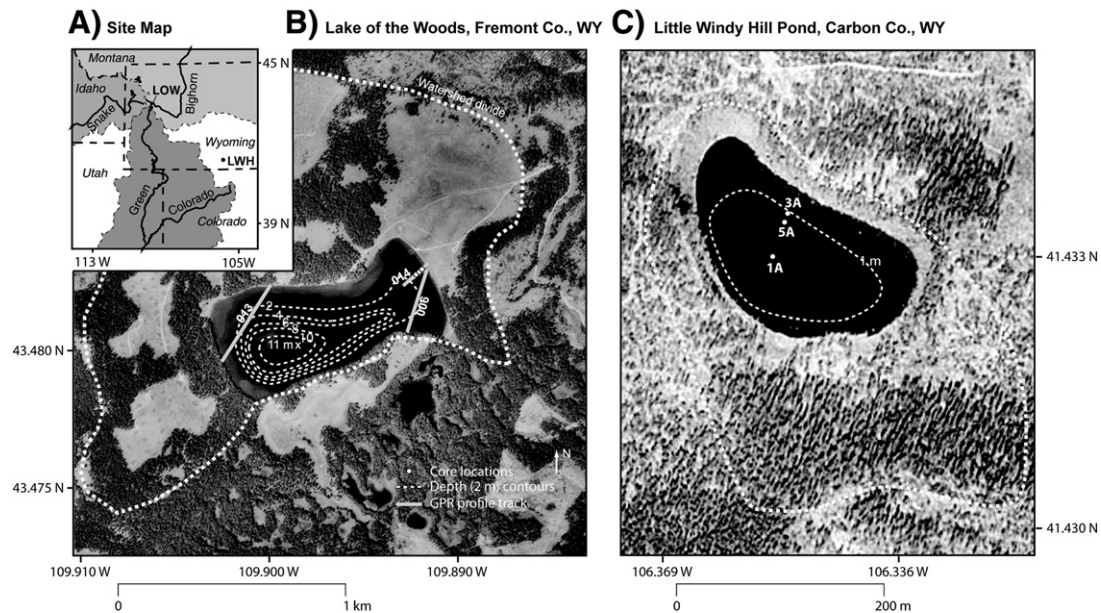 A) Site Map
B) Lake of the Woods, Fremont Co., WY
C) Little Windy Hill Pond, Carbon Co., WY
Montana
45 N
Idaho
LOW
Bighorn
Snake
Wyoming
LWH
Utah
Green
Colorado
Colorado
39 N
113 W
105 W
Watershed divide
013
014
006
2
4
6
8
10
11 m x
43.480 N
43.475 N
N
Core locations
Depth (2 m) contours
GPR profile track
109.910 W
109.900 W
109.890 W
0
1 km
3A
5A
1A
1 m
41.433 N
41.430 N
106.369 W
106.336 W
0
200 m